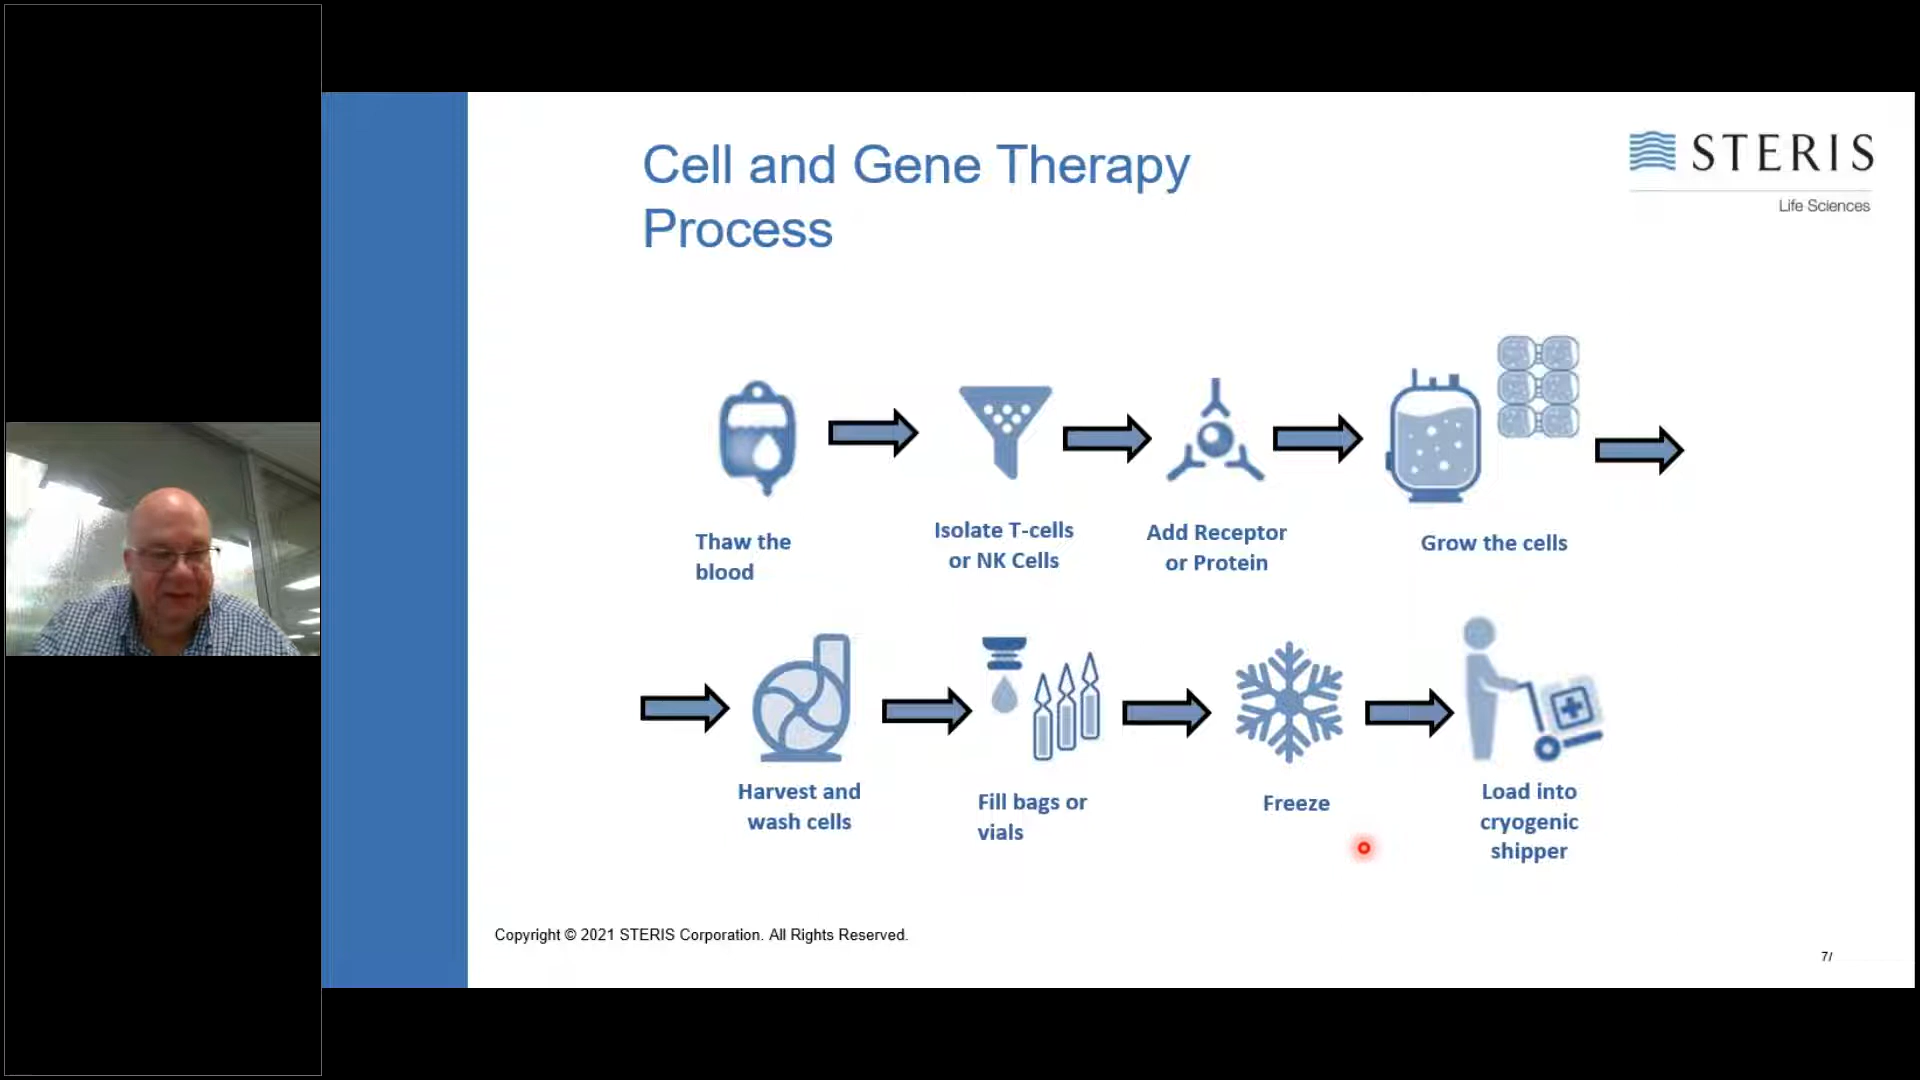 Cell and Gene Therapy
Process
STERIS
Life Sciences
Thaw the
blood
Isolate T-cells
or NK Cells
Add Receptor
or Protein
Grow the cells
Harvest and
wash cells
Fill bags or
vials
Freeze
Load into
cryogenic
shipper
Copyright © 2021 STERIS Corporation. All Rights Reserved.
7/